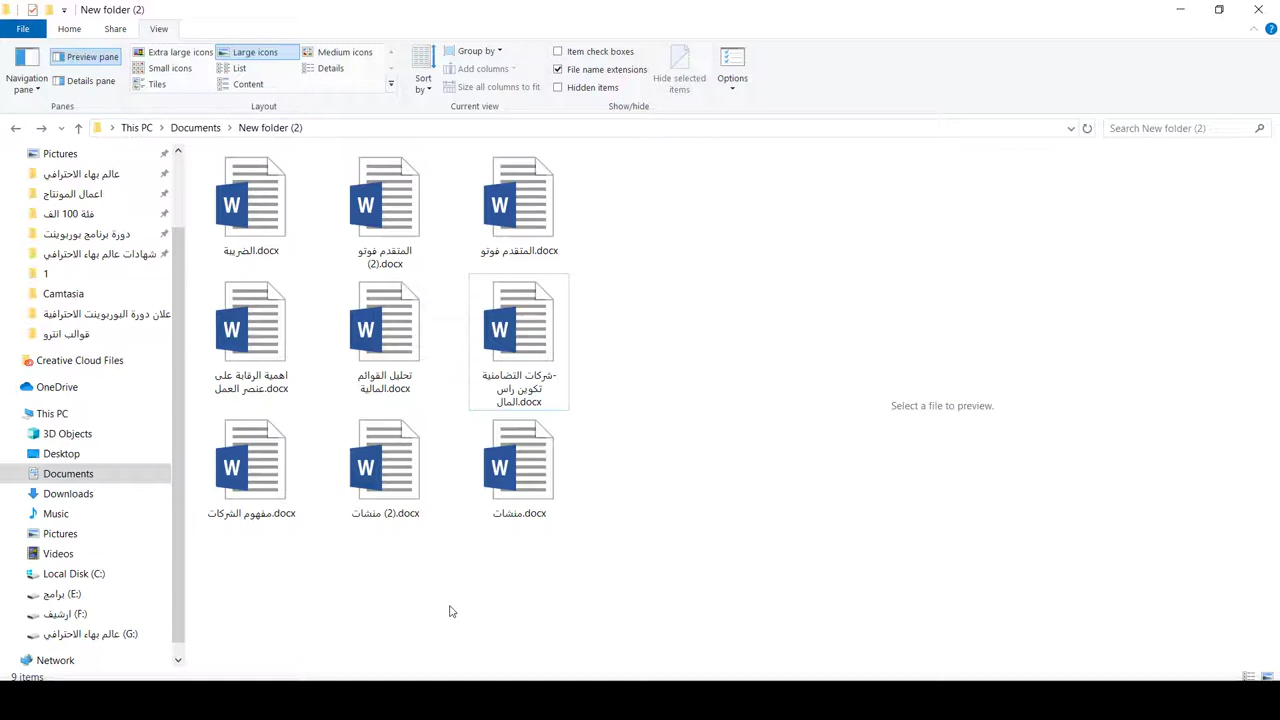 New folder (2)
File
Home
Share
View
Navigation pane
Preview pane
Details pane
Panes
Extra large icons
Large icons
Medium icons
Small icons
List
Details
Tiles
Content
Layout
Sort by
Group by
Add columns
Size all columns to fit
Current view
Item check boxes
File name extensions
Hidden items
Hide selected items
Show/hide
Options
This PC
Documents
New folder (2)
Search New folder (2)
Pictures
عالم بهاء الاحترافي
اعمال المونتاج
فئة 100 الف
دورة برنامج بوربوينت
شهادات عالم بهاء الاحترافي
1
Camtasia
علان دورة البوربوينت الاحترافية
قوالب انترو
Creative Cloud Files
OneDrive
This PC
3D Objects
Desktop
Documents
Downloads
Music
Pictures
Videos
Local Disk (C:)
برامج (E:)
ارشيف (F:)
عالم بهاء الاحترافي (G:)
Network
الضريبة.docx
المتقدم فوتو
(2).docx
المتقدم فوتو.docx
اهمية الرقابة على
عنصر العمل.docx
تحليل القوائم
المالية.docx
شركات التضامنية-
تكوين راس
المال.docx
مفهوم الشركات.docx
منشات (2).docx
منشات.docx
Select a file to preview.
9 items